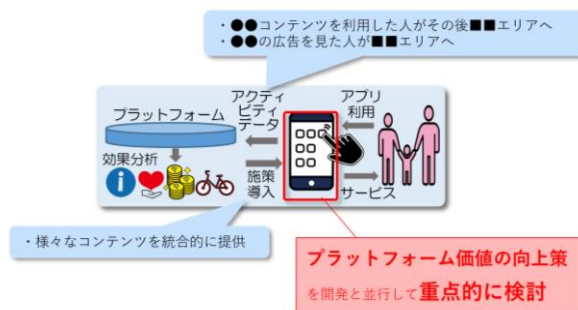 ・●●コンテンツを利用した人がその後■■エリアへ
・●●の広告を見た人が■■エリアへ
プラットフォーム
アクティ
ビティ
データ
アプリ
利用
効果分析
施策
導入
サービス
・様々なコンテンツを統合的に提供
プラットフォーム価値の向上策
を開発と並行して重点的に検討